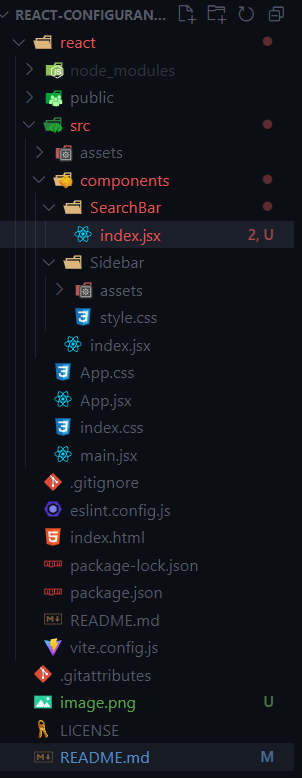 REACT-CONFIGURAN...
react
node_modules
public
src
assets
components
SearchBar
index.jsx 2, U
Sidebar
assets
style.css
index.jsx
App.css
App.jsx
index.css
main.jsx
.gitignore
eslint.config.js
index.html
package-lock.json
package.json
README.md
vite.config.js
.gitattributes
image.png U
LICENSE
README.md M